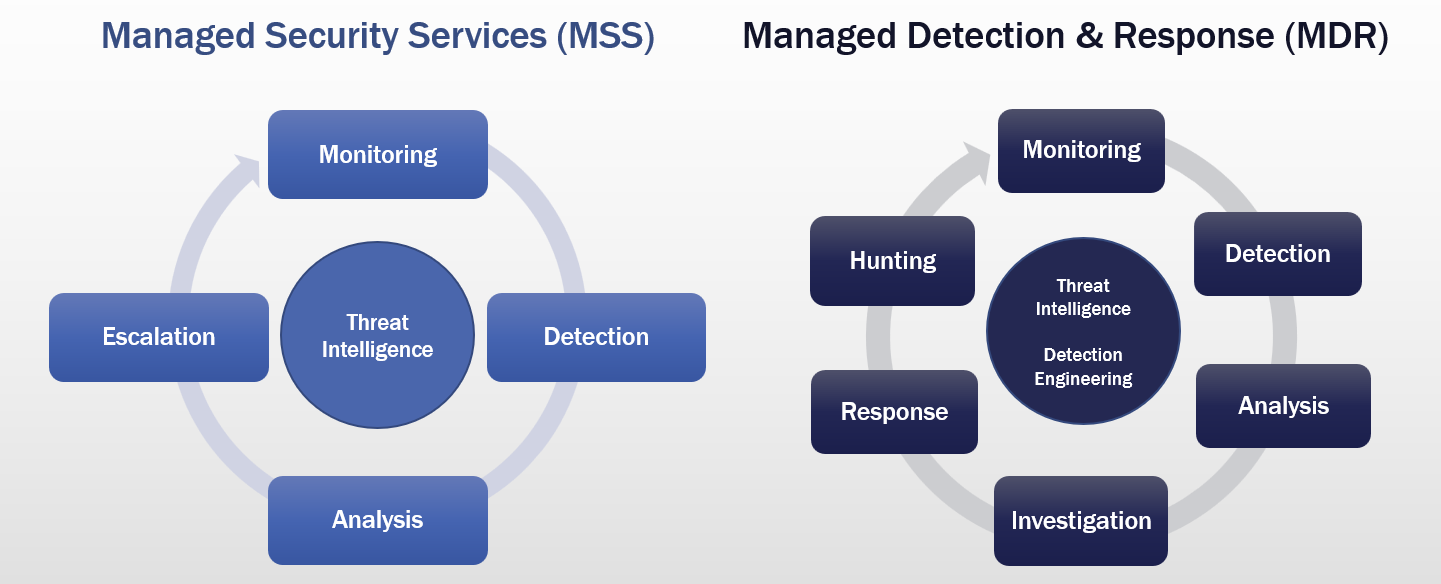 Managed Security Services (MSS)
Monitoring
Detection
Analysis
Escalation
Threat
Intelligence
Managed Detection & Response (MDR)
Monitoring
Detection
Analysis
Investigation
Response
Hunting
Threat
Intelligence
Detection
Engineering